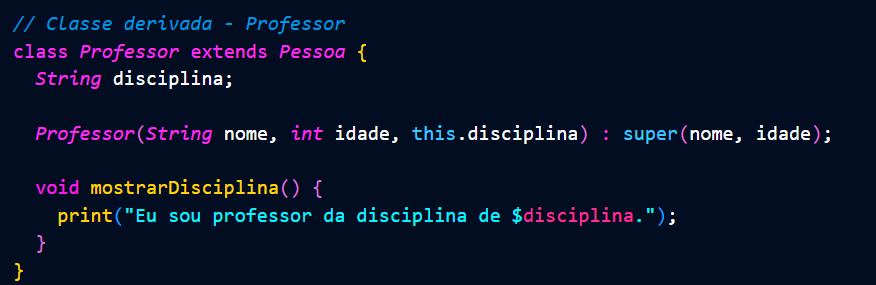 // Classe derivada - Professor
class Professor extends Pessoa {
  String disciplina;

  Professor(String nome, int idade, this.disciplina) : super(nome, idade);

  void mostrarDisciplina() {
    print("Eu sou professor da disciplina de $disciplina.");
  }
}